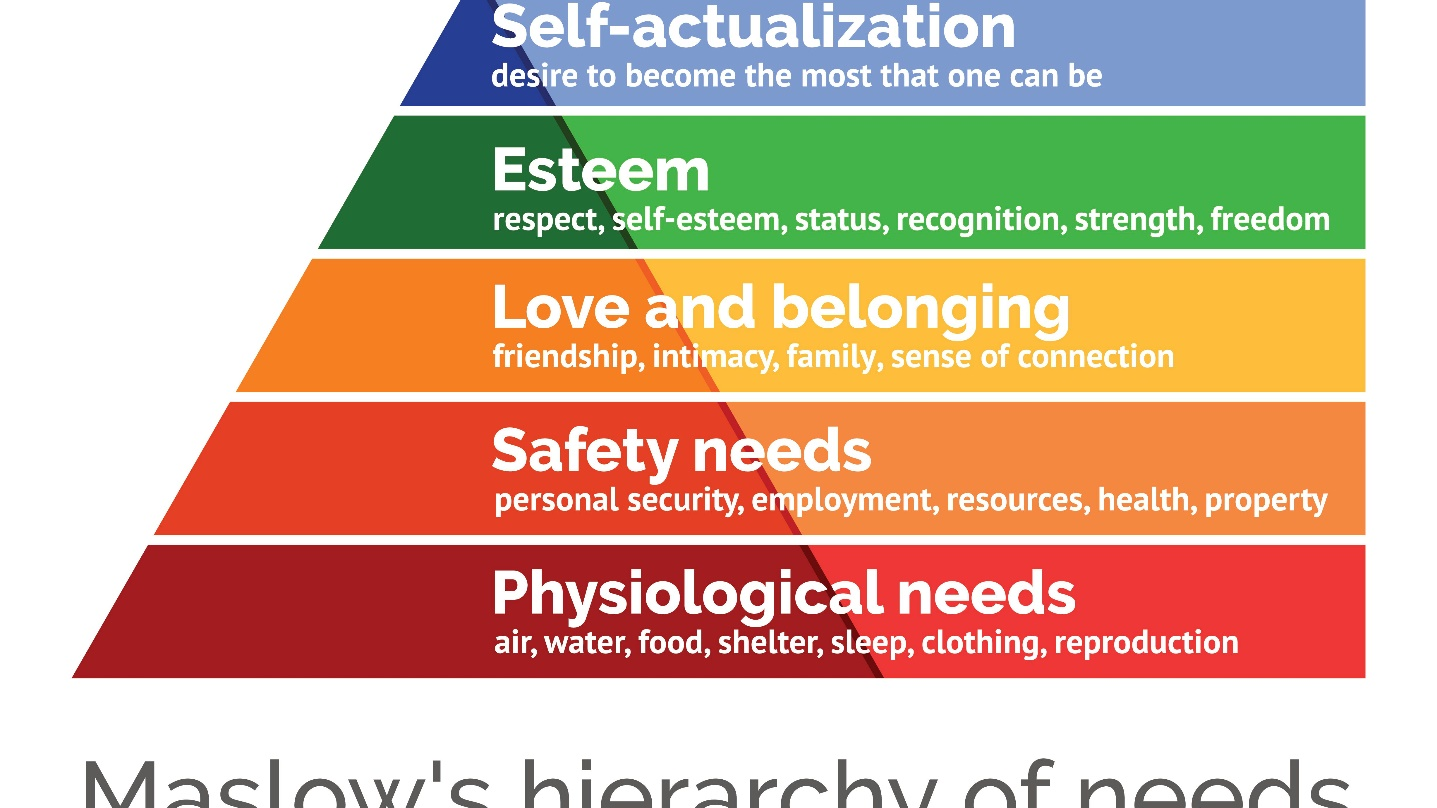 Self-actualization
desire to become the most that one can be
Esteem
respect, self-esteem, status, recognition, strength, freedom
Love and belonging
friendship, intimacy, family, sense of connection
Safety needs
personal security, employment, resources, health, property
Physiological needs
air, water, food, shelter, sleep, clothing, reproduction
Maslow's hierarchy of needs